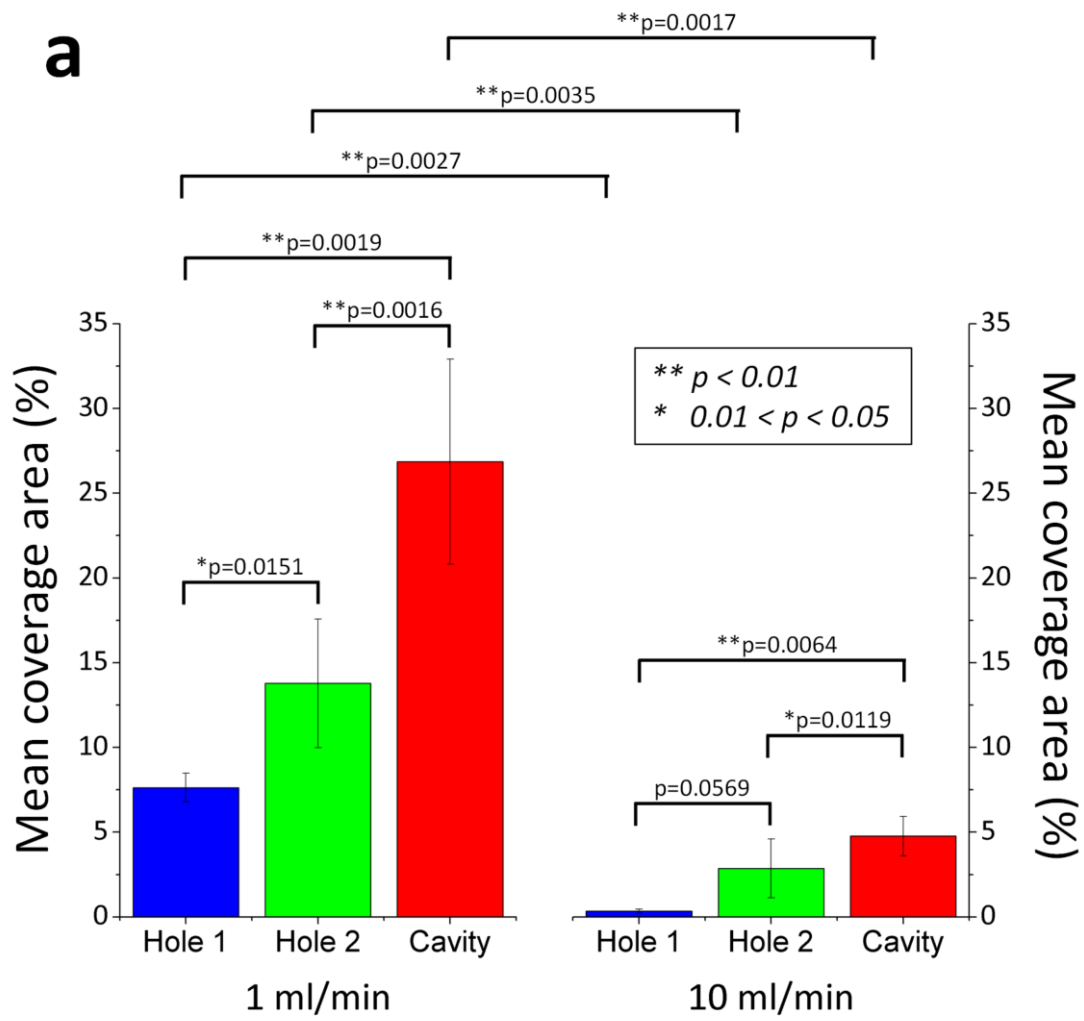 a
**p=0.0017
**p=0.0035
**p=0.0027
**p=0.0019
**p=0.0016
*p=0.0151
** p < 0.01
* 0.01 < p < 0.05
**p=0.0064
*p=0.0119
p=0.0569
Mean coverage area (%)
35
30
25
20
15
10
5
0
Hole 1 Hole 2 Cavity
1 ml/min
Hole 1 Hole 2 Cavity
10 ml/min
35
30
25
20
15
10
5
0
Mean coverage area (%)